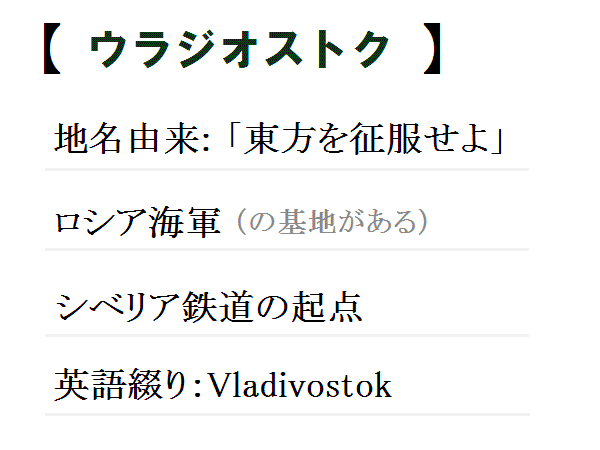 【 ウラジオストク 】
地名由来:「東方を征服せよ」
ロシア海軍（の基地がある）
シベリア鉄道の起点
英語綴り：Vladivostok